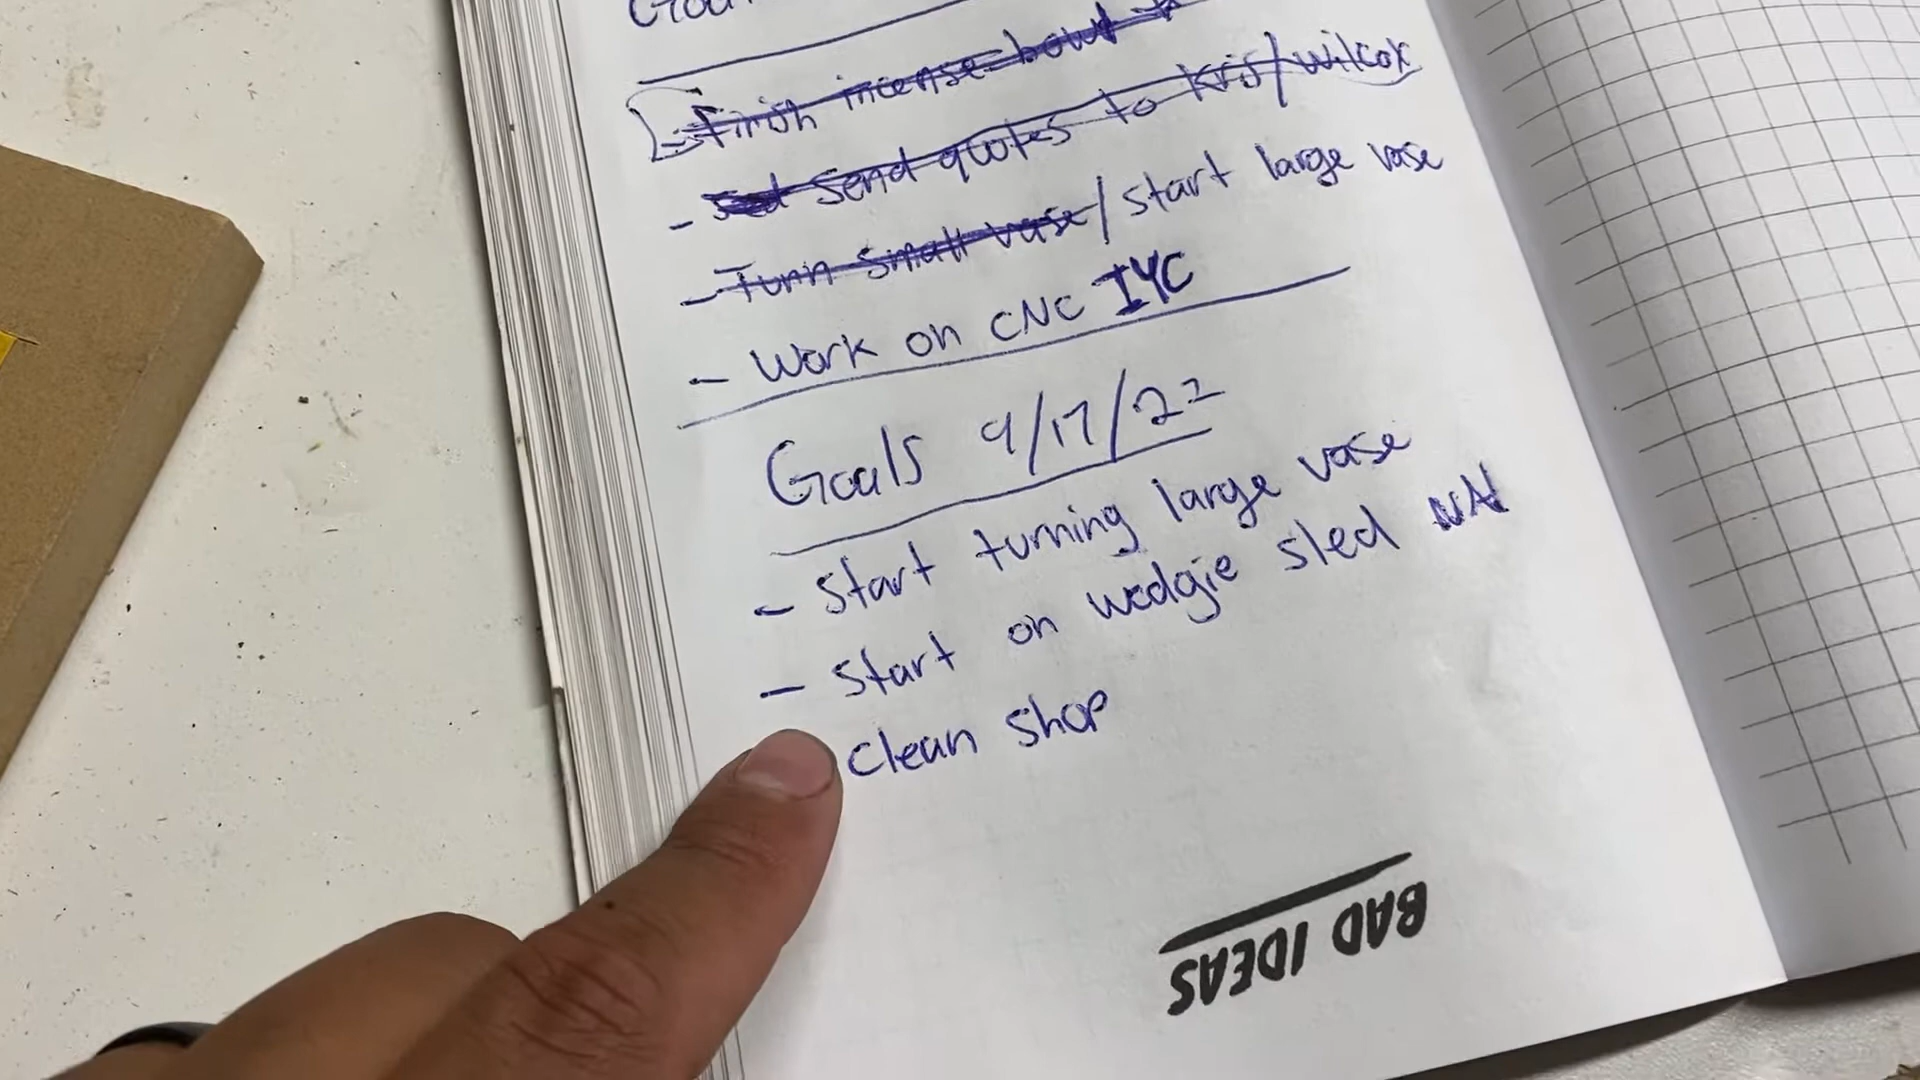 Goal
- Finish incense bowl
- Send quotes to Kris/Wilcox
- Turn small vase/start large vase
- Work on CNC IYC
Goals 9/17/22
- Start turning large vase
- Start on wedgie sled
clean shop
BAD IDEAS